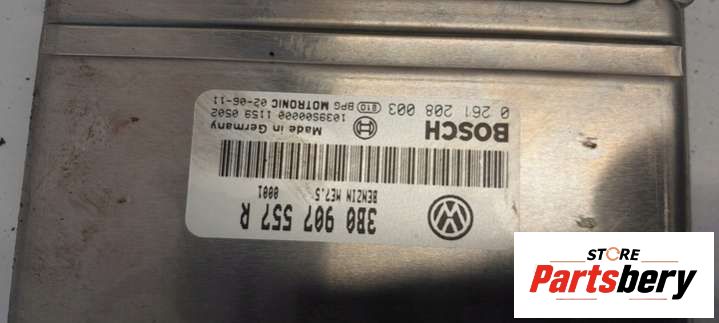 3B0 907 557 R
BENZIN ME7.5 0001
BOSCH
Made in Germany
0 261 208 003
1039S00000 1159 0502
810 BPG MOTRONIC 02-06-11
STORE
Partsbery